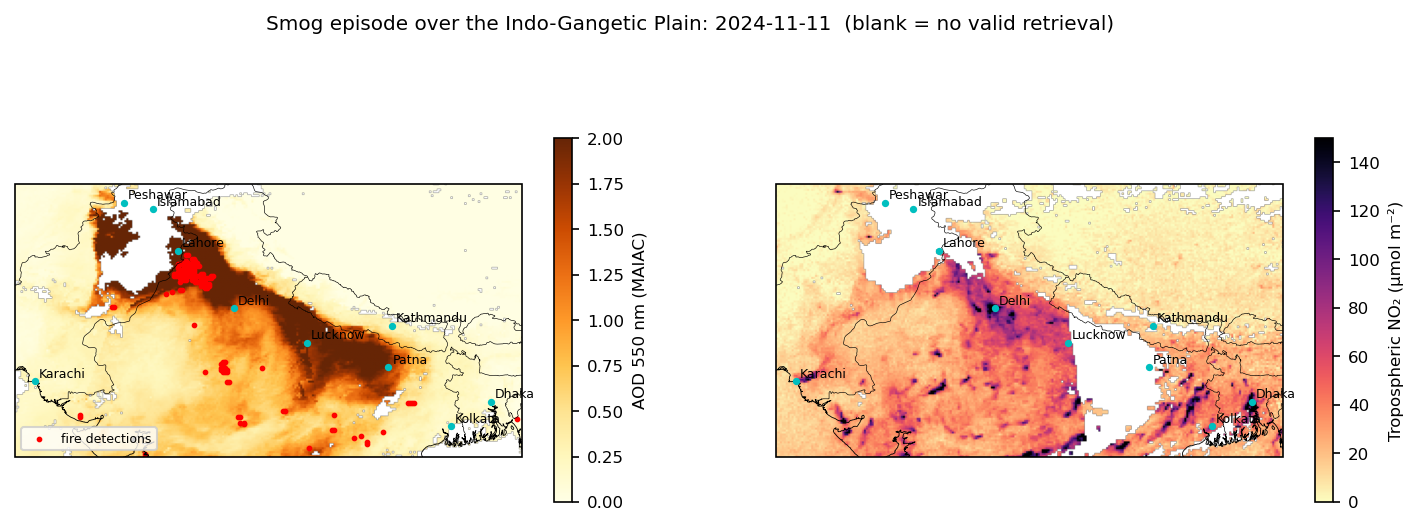 Smog episode over the Indo-Gangetic Plain: 2024-11-11  (blank = no valid retrieval)
Peshawar
Islamabad
Lahore
Delhi
Kathmandu
Lucknow
Patna
Karachi
Dhaka
Kolkata
fire detections
2.00
1.75
1.50
1.25
1.00
0.75
0.50
0.25
0.00
AOD 550 nm (MAIAC)
Peshawar
Islamabad
Lahore
Delhi
Kathmandu
Lucknow
Patna
Karachi
Dhaka
Kolkata
140
120
100
80
60
40
20
0
Tropospheric NO₂ (µmol m⁻²)